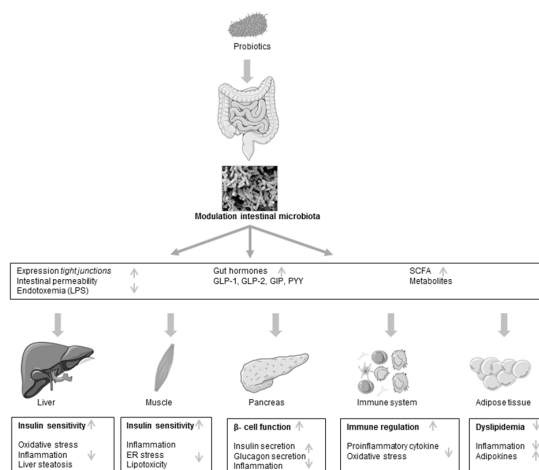 Probiotics
Modulation intestinal microbiota
Expression tight junctions
Intestinal permeability
Endotoxemia (LPS)
Gut hormones
GLP-1, GLP-2, GIP, PYY
SCFA
Metabolites
Liver
Muscle
Pancreas
Immune system
Adipose tissue
Insulin sensitivity
Oxidative stress
Inflammation
Liver steatosis
Insulin sensitivity
Inflammation
ER stress
Lipotoxicity
β- cell function
Insulin secretion
Glucagon secretion
Inflammation
Immune regulation
Proinflammatory cytokine
Oxidative stress
Dyslipidemia
Inflammation
Adipokines